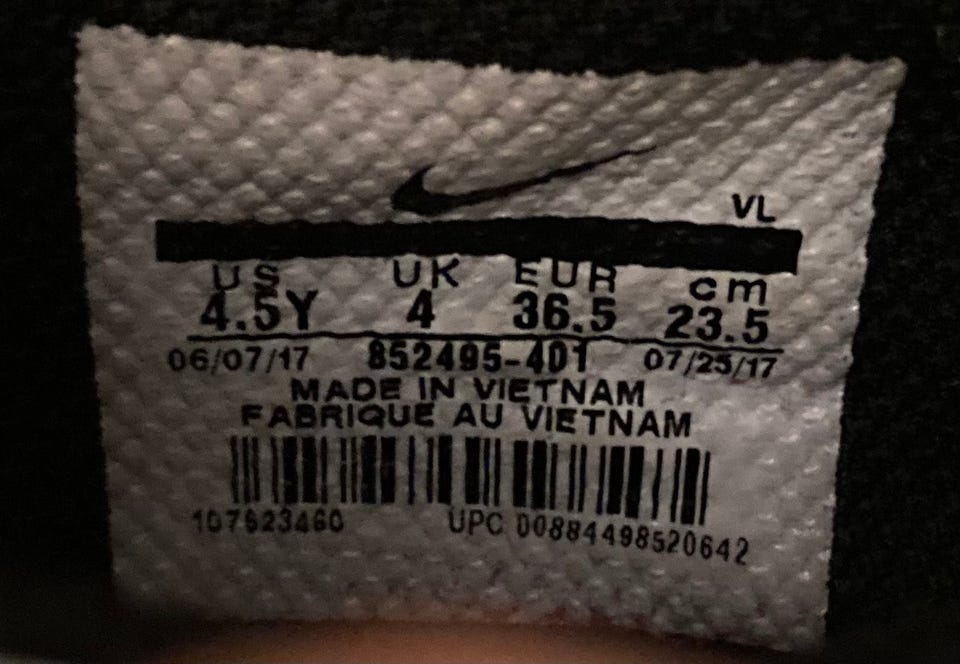 VL
US UK EUR cm
4.5Y 4 36.5 23.5
06/07/17 852495-401 07/25/17
MADE IN VIETNAM
FABRIQUE AU VIETNAM
107623460 UPC 00884498520642